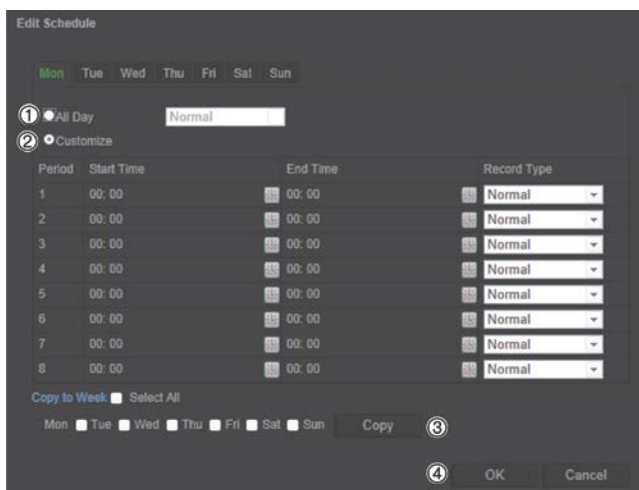 Edit Schedule
Mon Tue Wed Thu Fri Sat Sun
① All Day Normal
② Customize
Period Start Time End Time Record Type
1 00: 00 00: 00 Normal
2 00: 00 00: 00 Normal
3 00: 00 00: 00 Normal
4 00: 00 00: 00 Normal
5 00: 00 00: 00 Normal
6 00: 00 00: 00 Normal
7 00: 00 00: 00 Normal
8 00: 00 00: 00 Normal
Copy to Week Select All
Mon Tue Wed Thu Fri Sat Sun Copy ③
④ OK Cancel